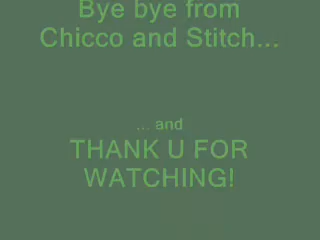 Bye bye from
Chicco and Stitch...
... and
THANK U FOR
WATCHING!